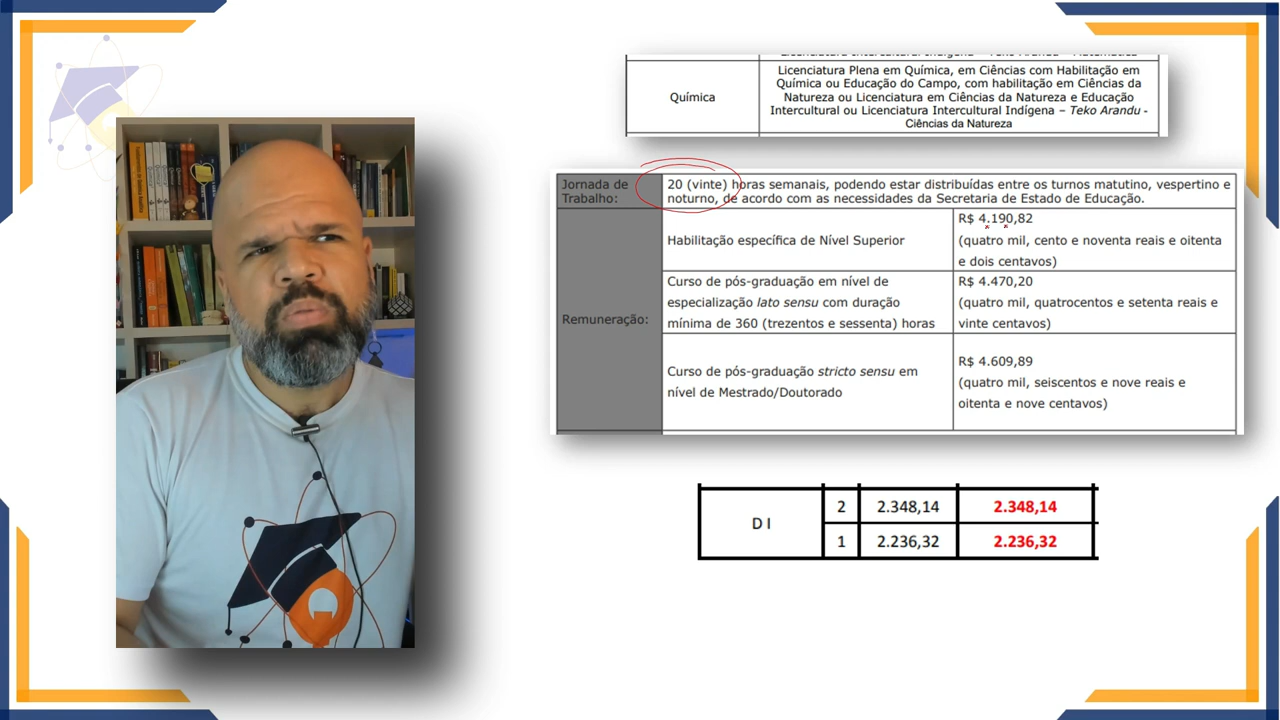 Licenciatura Intercultural Indígena – Teko Arandu – Matemática
Química
Licenciatura Plena em Química, em Ciências com Habilitação em
Química ou Educação do Campo, com habilitação em Ciências da
Natureza ou Licenciatura em Ciências da Natureza e Educação
Intercultural ou Licenciatura Intercultural Indígena – Teko Arandu -
Ciências da Natureza
Jornada de
Trabalho:
20 (vinte) horas semanais, podendo estar distribuídas entre os turnos matutino, vespertino e
noturno, de acordo com as necessidades da Secretaria de Estado de Educação.
Remuneração:
Habilitação específica de Nível Superior
R$ 4.190,82
(quatro mil, cento e noventa reais e oitenta
e dois centavos)
Curso de pós-graduação em nível de
especialização lato sensu com duração
mínima de 360 (trezentos e sessenta) horas
R$ 4.470,20
(quatro mil, quatrocentos e setenta reais e
vinte centavos)
Curso de pós-graduação stricto sensu em
nível de Mestrado/Doutorado
R$ 4.609,89
(quatro mil, seiscentos e nove reais e
oitenta e nove centavos)
D I
2 2.348,14 2.348,14
1 2.236,32 2.236,32